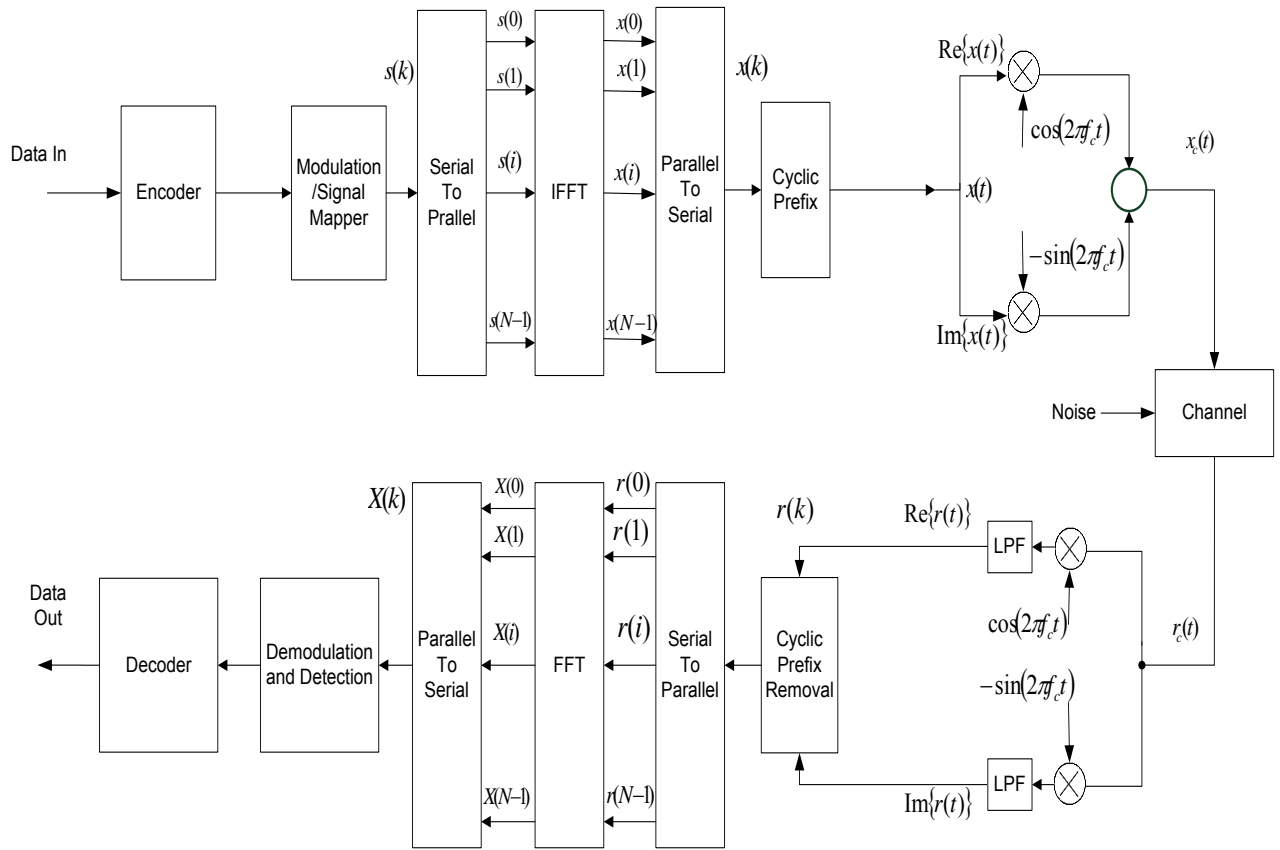 s(0)
x(0)
s(k)
s(1)
x(1)
x(k)
Re{x(t)}
cos(2πf_c t)
Data In
Encoder
Modulation
/Signal
Mapper
Serial
To
Prallel
s(i)
IFFT
x(i)
Parallel
To
Serial
Cyclic
Prefix
x(t)
x_c(t)
−sin(2πf_c t)
s(N−1)
x(N−1)
Im{x(t)}
Noise
Channel
X(k)
X(0)
r(0)
r(k)
Re{r(t)}
LPF
X(1)
r(1)
cos(2πf_c t)
Data
Out
Decoder
Demodulation
and Detection
Parallel
To
Serial
X(i)
FFT
r(i)
Serial
To
Parallel
Cyclic
Prefix
Removal
r_c(t)
−sin(2πf_c t)
X(N−1)
r(N−1)
Im{r(t)}
LPF